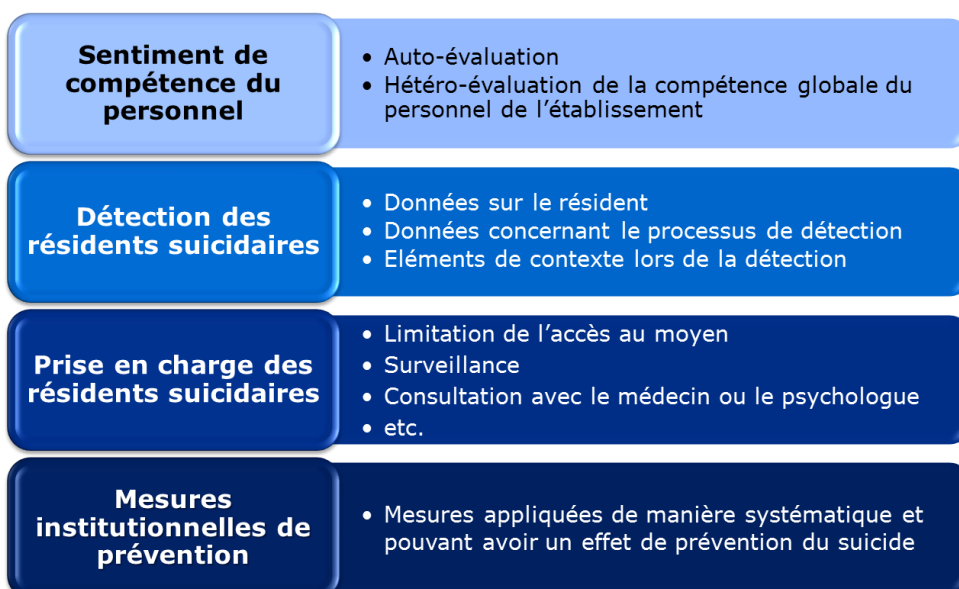 Sentiment de
compétence du
personnel
• Auto-évaluation
• Hétéro-évaluation de la compétence globale du
personnel de l’établissement
Détection des
résidents suicidaires
• Données sur le résident
• Données concernant le processus de détection
• Eléments de contexte lors de la détection
Prise en charge des
résidents suicidaires
• Limitation de l’accès au moyen
• Surveillance
• Consultation avec le médecin ou le psychologue
• etc.
Mesures
institutionnelles de
prévention
• Mesures appliquées de manière systématique et
pouvant avoir un effet de prévention du suicide